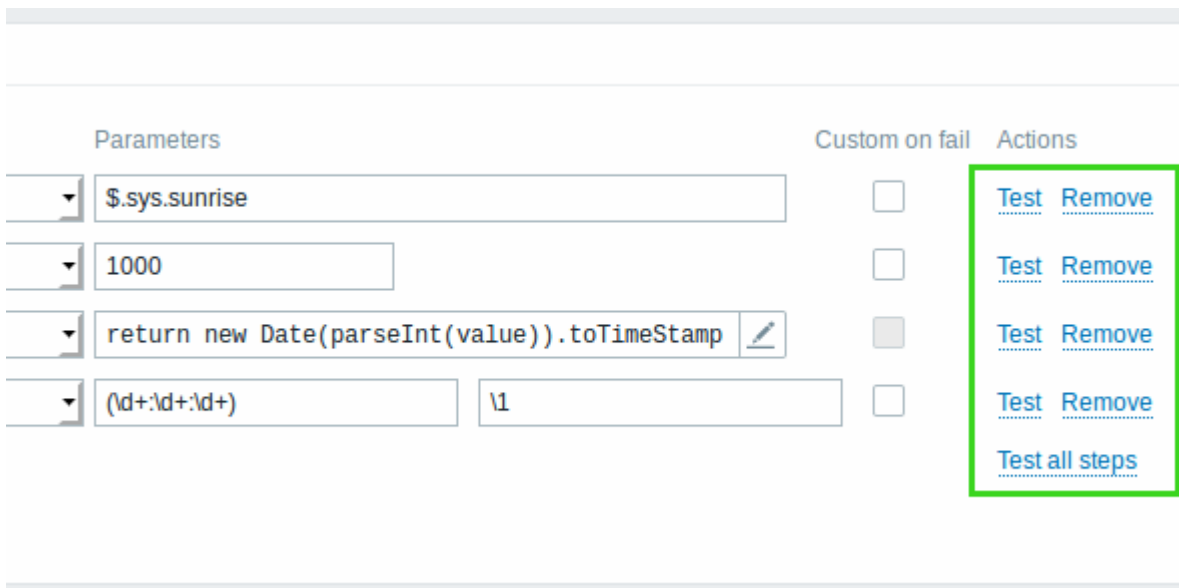 Parameters Custom on fail Actions
$.sys.sunrise Test Remove
1000 Test Remove
return new Date(parseInt(value)).toTimeStamp Test Remove
(\d+:\d+:\d+) \1 Test Remove
Test all steps